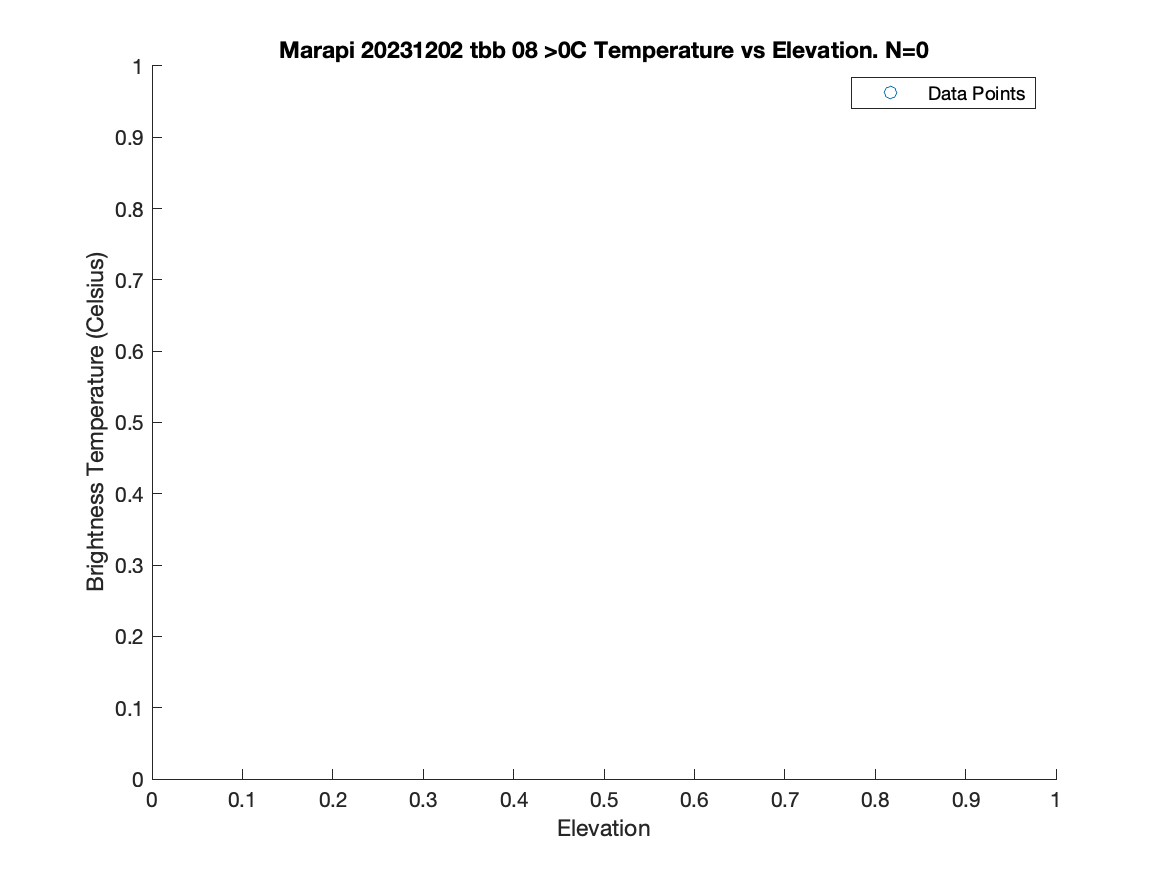 Marapi 20231202 tbb 08 >0C Temperature vs Elevation. N=0
Data Points
Brightness Temperature (Celsius)
1
0.9
0.8
0.7
0.6
0.5
0.4
0.3
0.2
0.1
0
0 0.1 0.2 0.3 0.4 0.5 0.6 0.7 0.8 0.9 1
Elevation